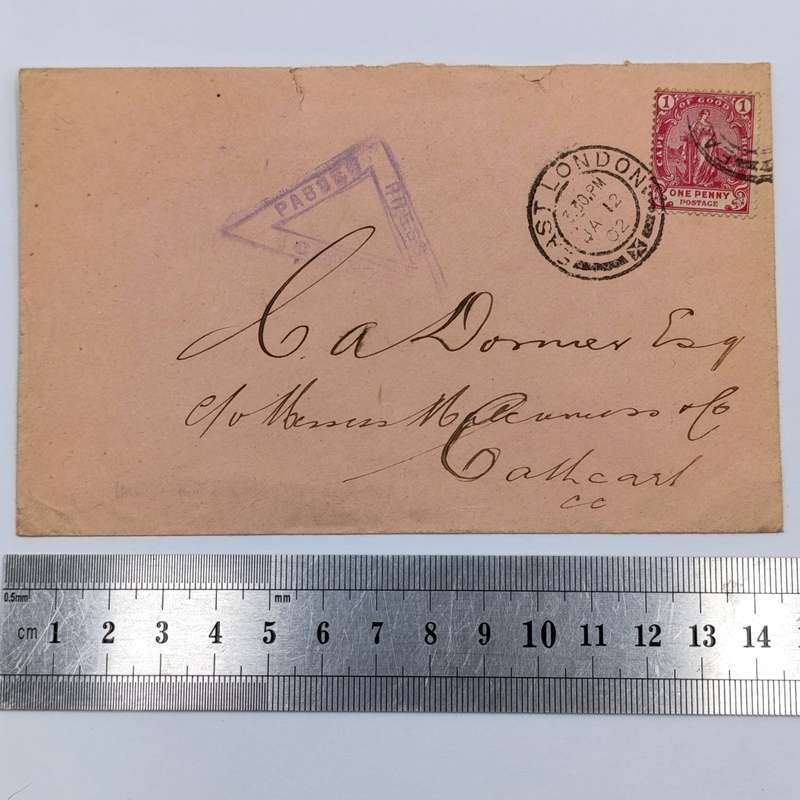 1 OF GOOD 1
CAPE
HOPE
ONE PENNY
POSTAGE
EAST LONDON
3.30.PM
JA 12
02
PASSED
C. A Dormer Esq
c/o Messrs
& Co
Cathcart
CC
0.5mm mm
cm 1 2 3 4 5 6 7 8 9 10 11 12 13 14